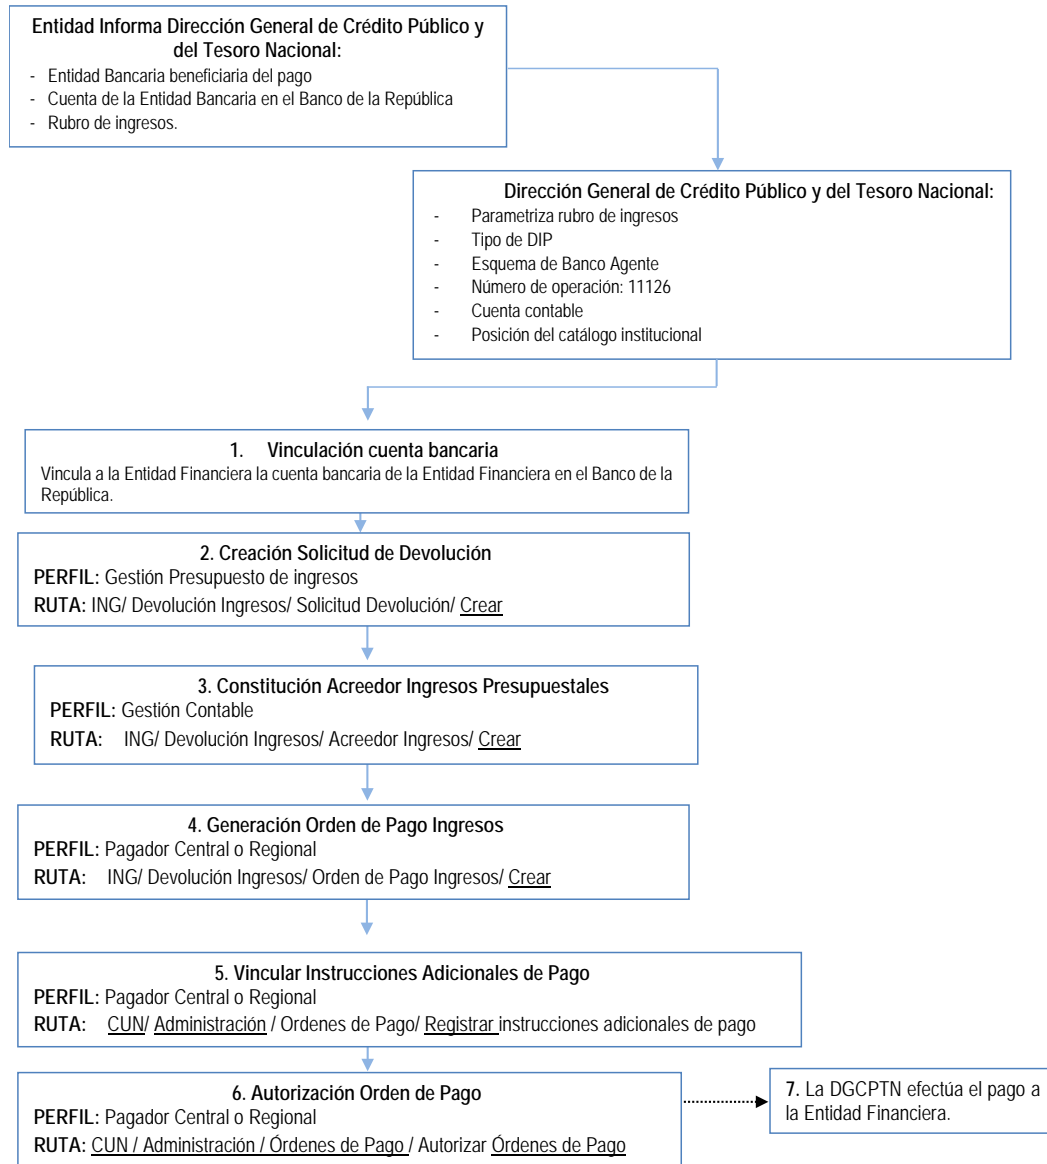 Entidad Informa Dirección General de Crédito Público y
del Tesoro Nacional:
- Entidad Bancaria beneficiaria del pago
- Cuenta de la Entidad Bancaria en el Banco de la República
- Rubro de ingresos.
Dirección General de Crédito Público y del Tesoro Nacional:
- Parametriza rubro de ingresos
- Tipo de DIP
- Esquema de Banco Agente
- Número de operación: 11126
- Cuenta contable
- Posición del catálogo institucional
1. Vinculación cuenta bancaria
Vincula a la Entidad Financiera la cuenta bancaria de la Entidad Financiera en el Banco de la
República.
2. Creación Solicitud de Devolución
PERFIL: Gestión Presupuesto de ingresos
RUTA: ING/ Devolución Ingresos/ Solicitud Devolución/ Crear
3. Constitución Acreedor Ingresos Presupuestales
PERFIL: Gestión Contable
RUTA: ING/ Devolución Ingresos/ Acreedor Ingresos/ Crear
4. Generación Orden de Pago Ingresos
PERFIL: Pagador Central o Regional
RUTA: ING/ Devolución Ingresos/ Orden de Pago Ingresos/ Crear
5. Vincular Instrucciones Adicionales de Pago
PERFIL: Pagador Central o Regional
RUTA: CUN/ Administración / Ordenes de Pago/ Registrar instrucciones adicionales de pago
6. Autorización Orden de Pago
PERFIL: Pagador Central o Regional
RUTA: CUN / Administración / Órdenes de Pago / Autorizar Órdenes de Pago
7. La DGCPTN efectúa el pago a
la Entidad Financiera.